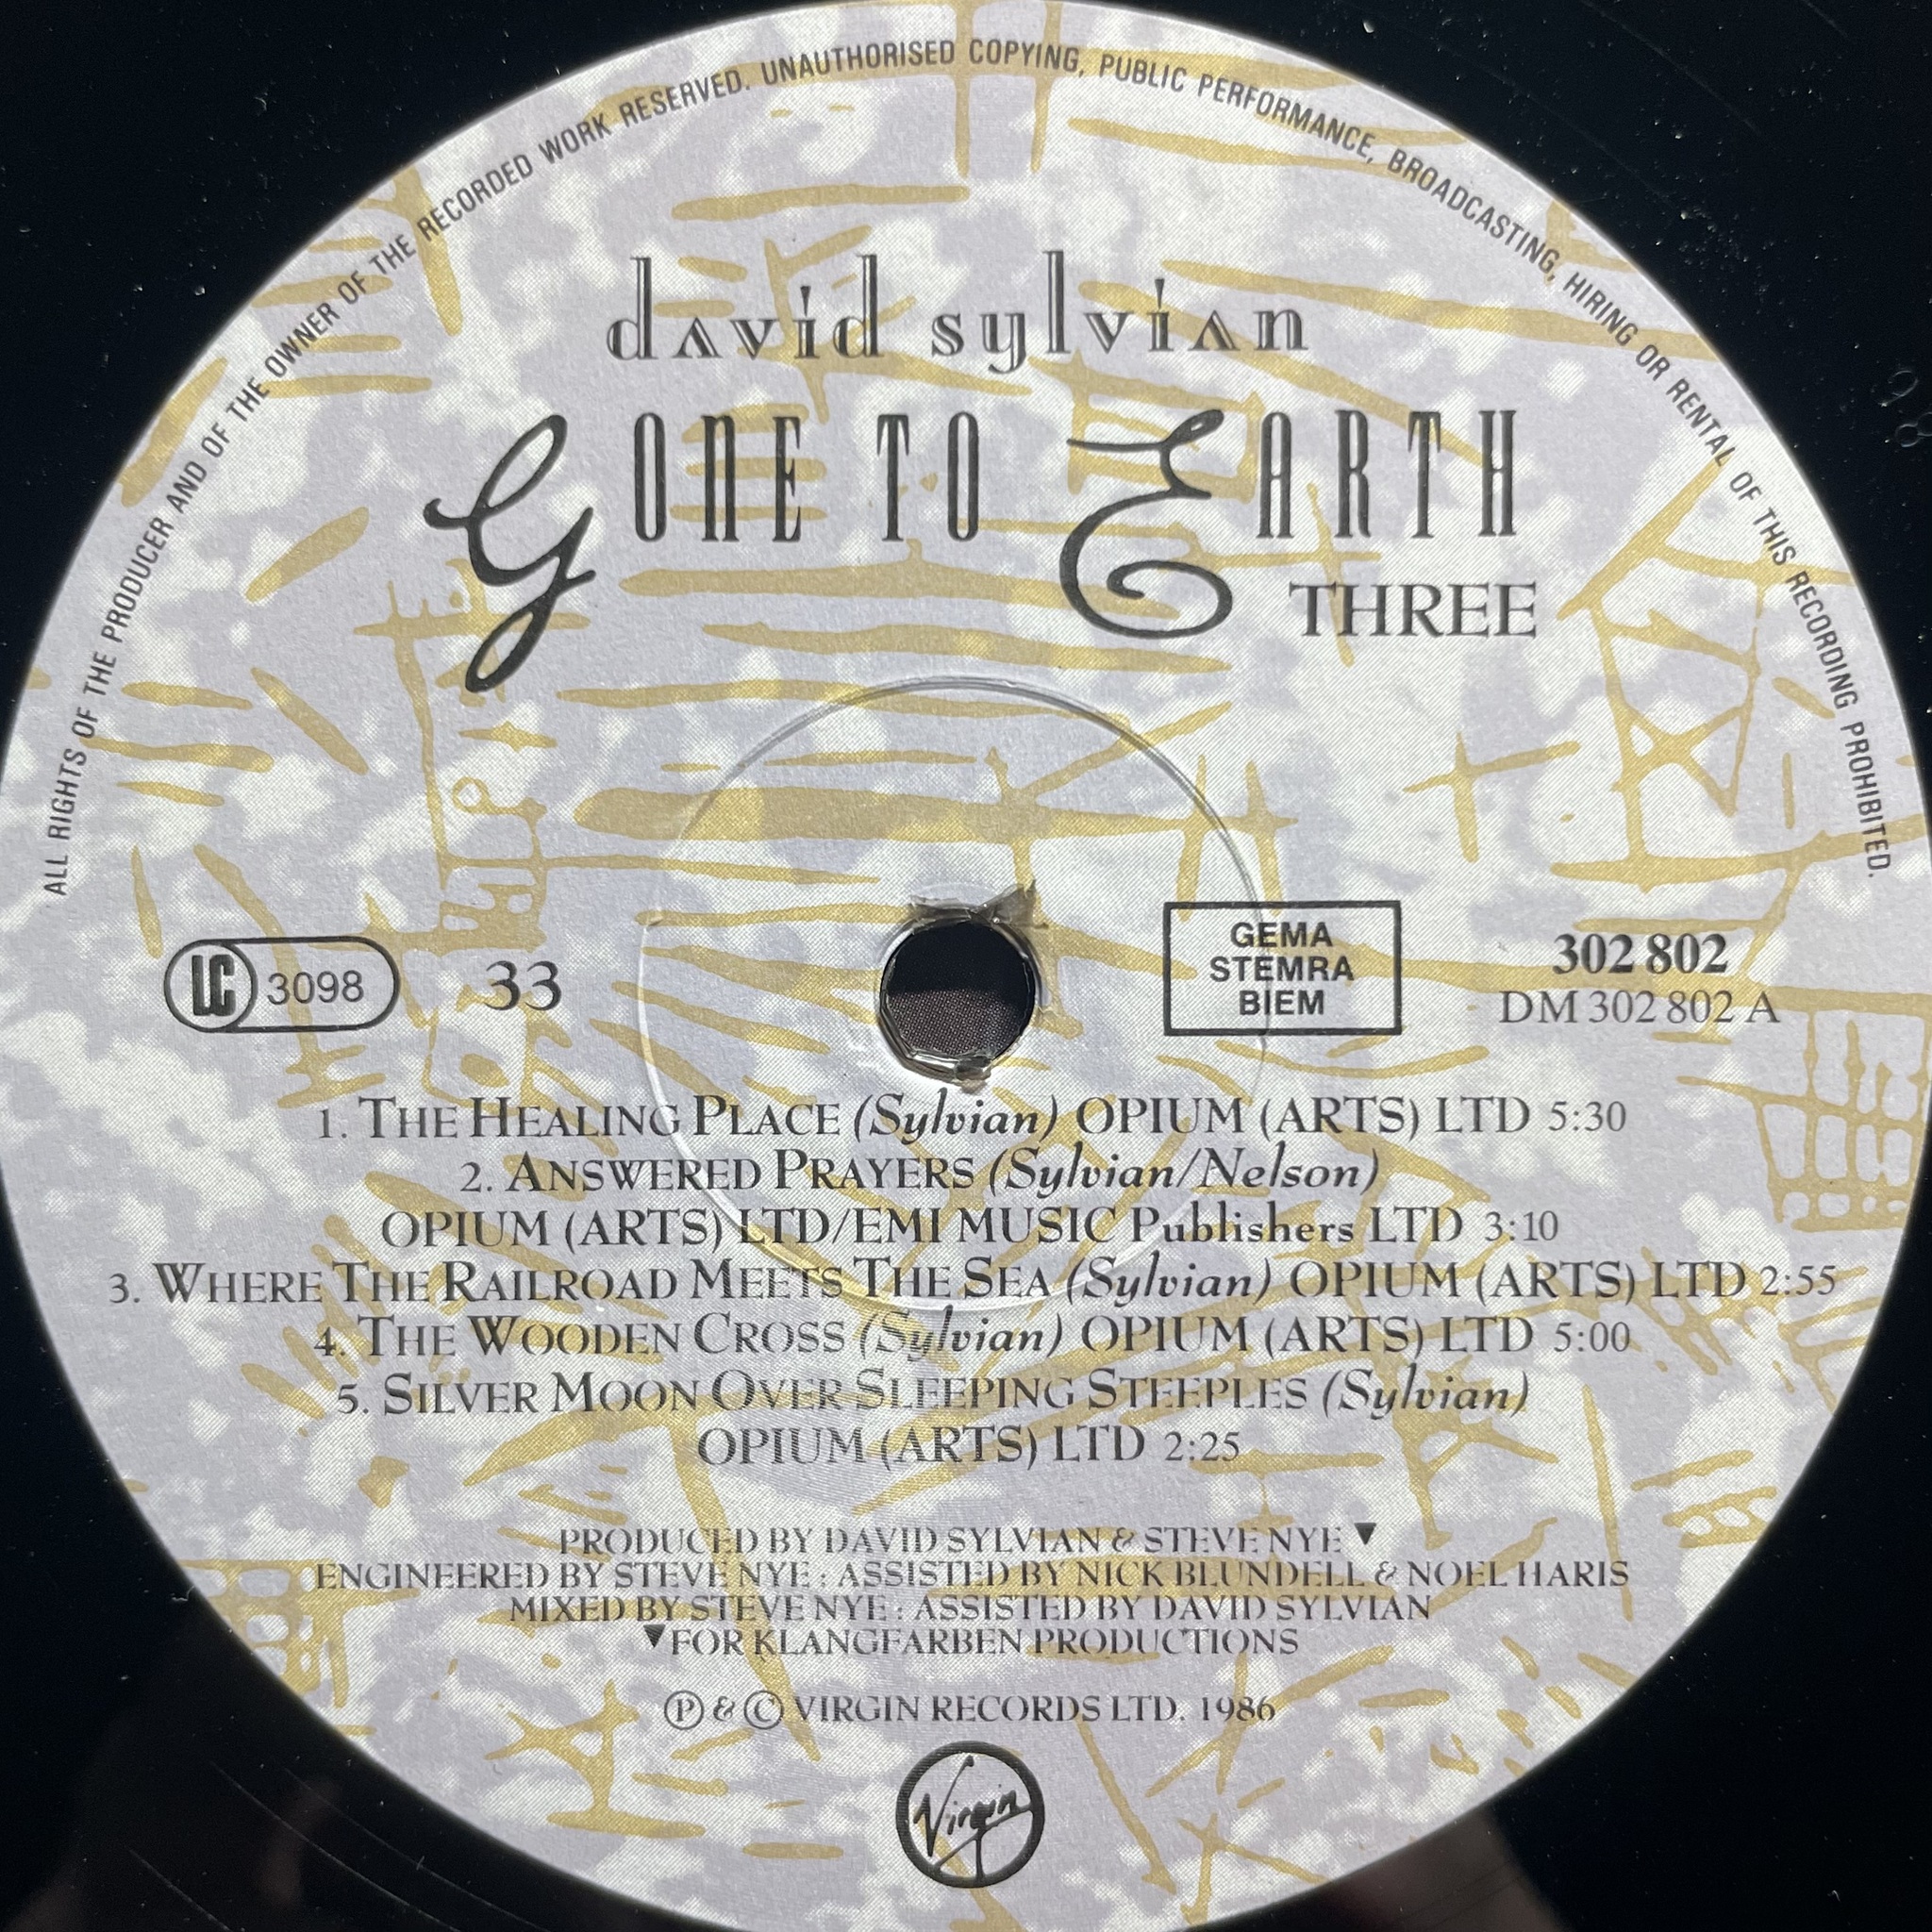 ALL RIGHTS OF THE PRODUCER AND OF THE OWNER OF THE RECORDED WORK RESERVED. UNAUTHORISED COPYING, PUBLIC PERFORMANCE, BROADCASTING, HIRING OR RENTAL OF THIS RECORDING PROHIBITED.
david sylvian
GONE TO EARTH
THREE
LC 3098
33
GEMA
STEMRA
BIEM
302 802
DM 302 802 A
1. THE HEALING PLACE (Sylvian) OPIUM (ARTS) LTD 5:30
2. ANSWERED PRAYERS (Sylvian/Nelson)
OPIUM (ARTS) LTD/EMI MUSIC Publishers LTD 3:10
3. WHERE THE RAILROAD MEETS THE SEA (Sylvian) OPIUM (ARTS) LTD 2:55
4. THE WOODEN CROSS (Sylvian) OPIUM (ARTS) LTD 5:00
5. SILVER MOON OVER SLEEPING STEEPLES (Sylvian)
OPIUM (ARTS) LTD 2:25
PRODUCED BY DAVID SYLVIAN & STEVE NYE ▼
ENGINEERED BY STEVE NYE : ASSISTED BY NICK BLUNDELL & NOEL HARIS
MIXED BY STEVE NYE : ASSISTED BY DAVID SYLVIAN
▼FOR KLANGFARBEN PRODUCTIONS
Ⓟ & Ⓒ VIRGIN RECORDS LTD. 1986
Virgin